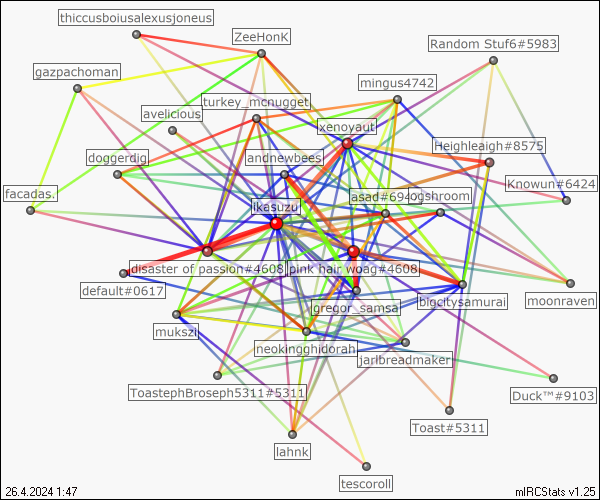 thiccusboiusalexusjoneus
ZeeHonK
Random Stuf6#5983
gazpachoman
mingus4742
turkey_mcnugget
avelicious
xenoyaut
Heighleaigh#8575
doggerdig
andnewbees
Knowun#6424
facadas.
asad#694
ogshroom
ikasuzu
disaster of passion#4608
pink hair woag#4608
default#0617
gregor_samsa
bigcitysamurai
moonraven
mukszi
neokingghidorah
jarlbreadmaker
ToastephBroseph5311#5311
Duck™#9103
Toast#5311
lahnk
tescoroll
26.4.2024 1:47
mIRCStats v1.25